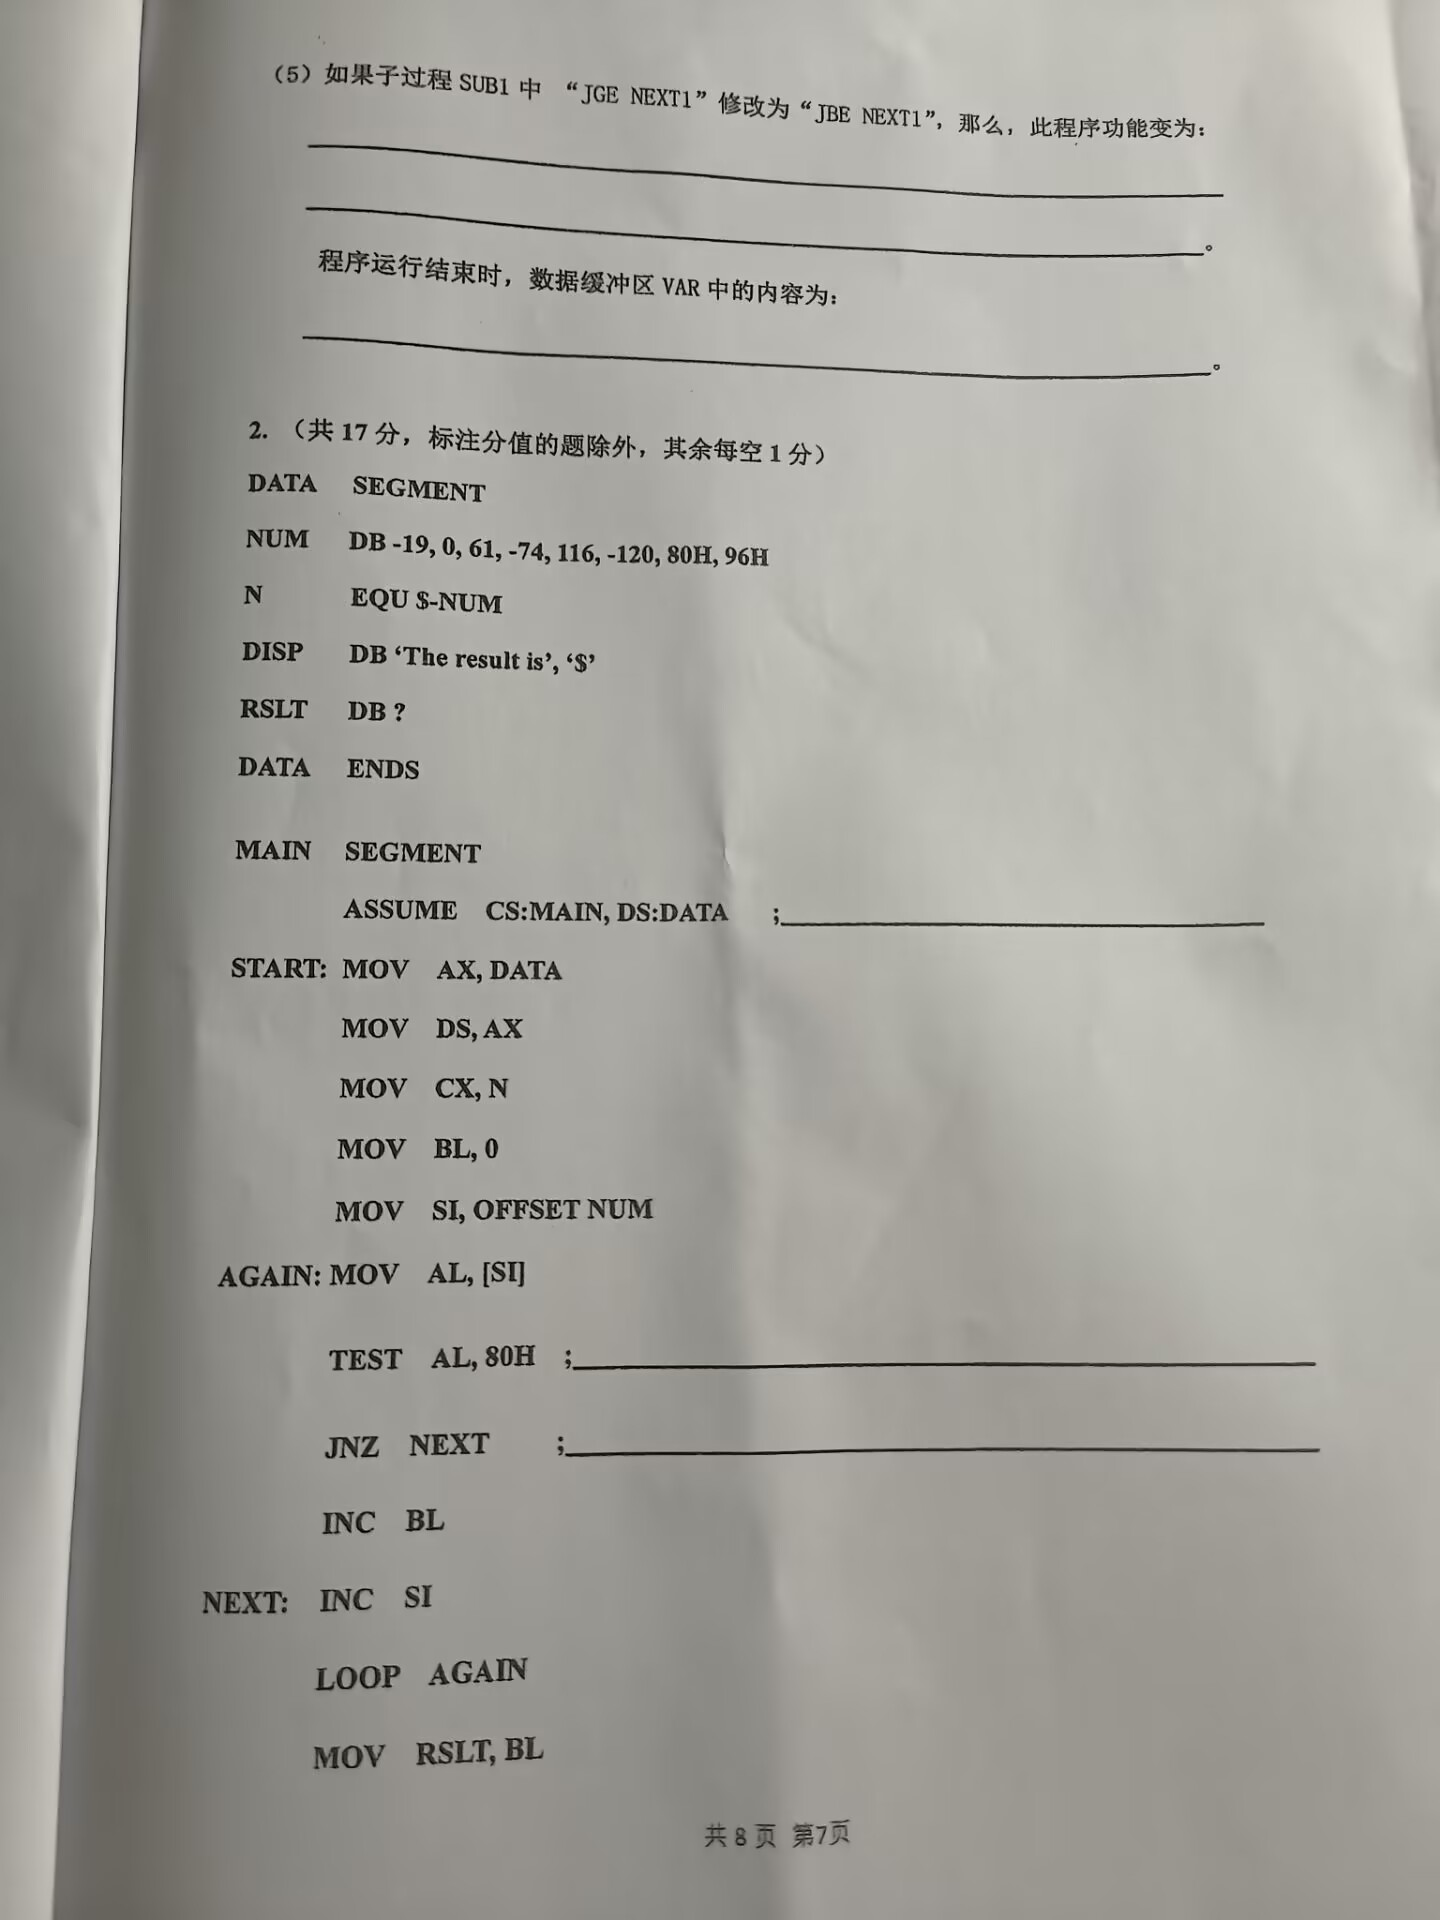 (5) 如果子过程 SUB1 中 “JGE NEXT1” 修改为 “JBE NEXT1”, 那么, 此程序功能变为:
。
程序运行结束时, 数据缓冲区 VAR 中的内容为:
。
2. (共 17 分, 标注分值的题除外, 其余每空 1 分)
DATA SEGMENT
NUM DB -19, 0, 61, -74, 116, -120, 80H, 96H
N EQU $-NUM
DISP DB ‘The result is’, ‘$’
RSLT DB ?
DATA ENDS
MAIN SEGMENT
ASSUME CS:MAIN, DS:DATA ;
START: MOV AX, DATA
MOV DS, AX
MOV CX, N
MOV BL, 0
MOV SI, OFFSET NUM
AGAIN: MOV AL, [SI]
TEST AL, 80H ;
JNZ NEXT ;
INC BL
NEXT: INC SI
LOOP AGAIN
MOV RSLT, BL
共 8 页 第7页